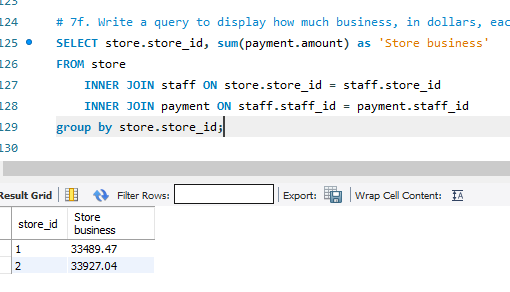 123
124 # 7f. Write a query to display how much business, in dollars, eac
125 SELECT store.store_id, sum(payment.amount) as 'Store business'
126 FROM store
127 INNER JOIN staff ON store.store_id = staff.store_id
128 INNER JOIN payment ON staff.staff_id = payment.staff_id
129 group by store.store_id;
130
Result Grid Filter Rows: Export: Wrap Cell Content: IA
store_id Store business
1 33489.47
2 33927.04